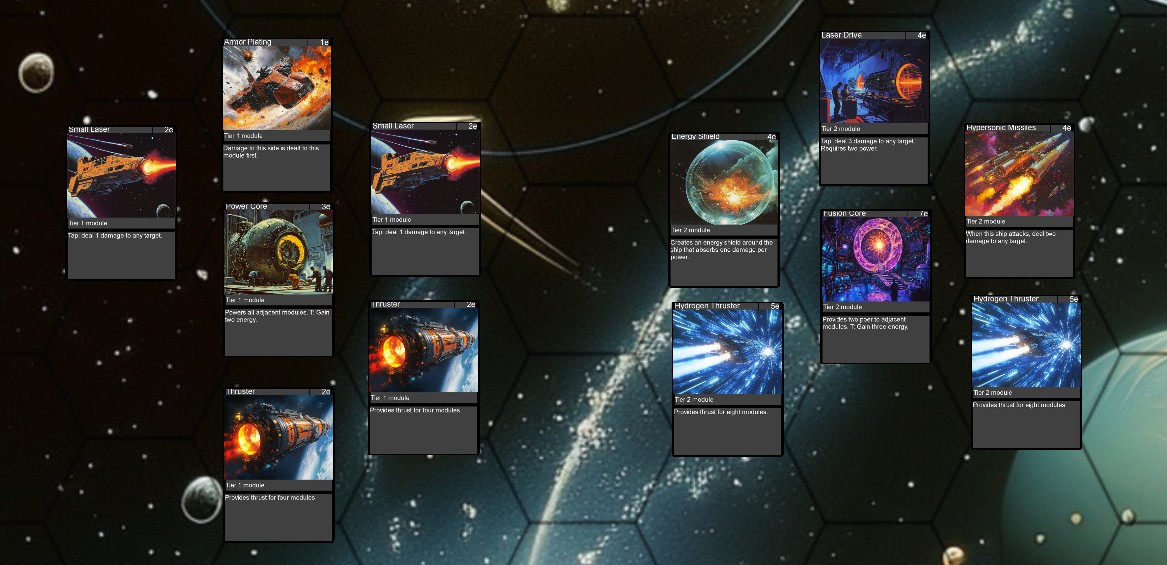 Small Laser 2e
Tier 1 module
Tap: deal 1 damage to any target.
Armor Plating 1e
Tier 1 module
Damage to this side is dealt to this
module first.
Power Core 3e
Tier 1 module
Powers all adjacent modules. T: Gain
two energy.
Thruster 2e
Tier 1 module
Provides thrust for four modules
Small Laser 2e
Tier 1 module
Tap: deal 1 damage to any target.
Thruster 2e
Tier 1 module
Provides thrust for four modules
Energy Shield 4e
Tier 2 module
Creates an energy shield around the
ship that absorbs one damage per
power.
Hydrogen Thruster 5e
Tier 2 module
Provides thrust for eight modules.
Laser Drive 4e
Tier 2 module
Tap: deal 3 damage to any target.
Requires two power.
Fusion Core 7e
Tier 2 module
Provides two poer to adjacent
modules. T: Gain three energy.
Hypersonic Missiles 4e
Tier 2 module
When this ship attacks, deal two
damage to any target.
Hydrogen Thruster 5e
Tier 2 module
Provides thrust for eight modules.